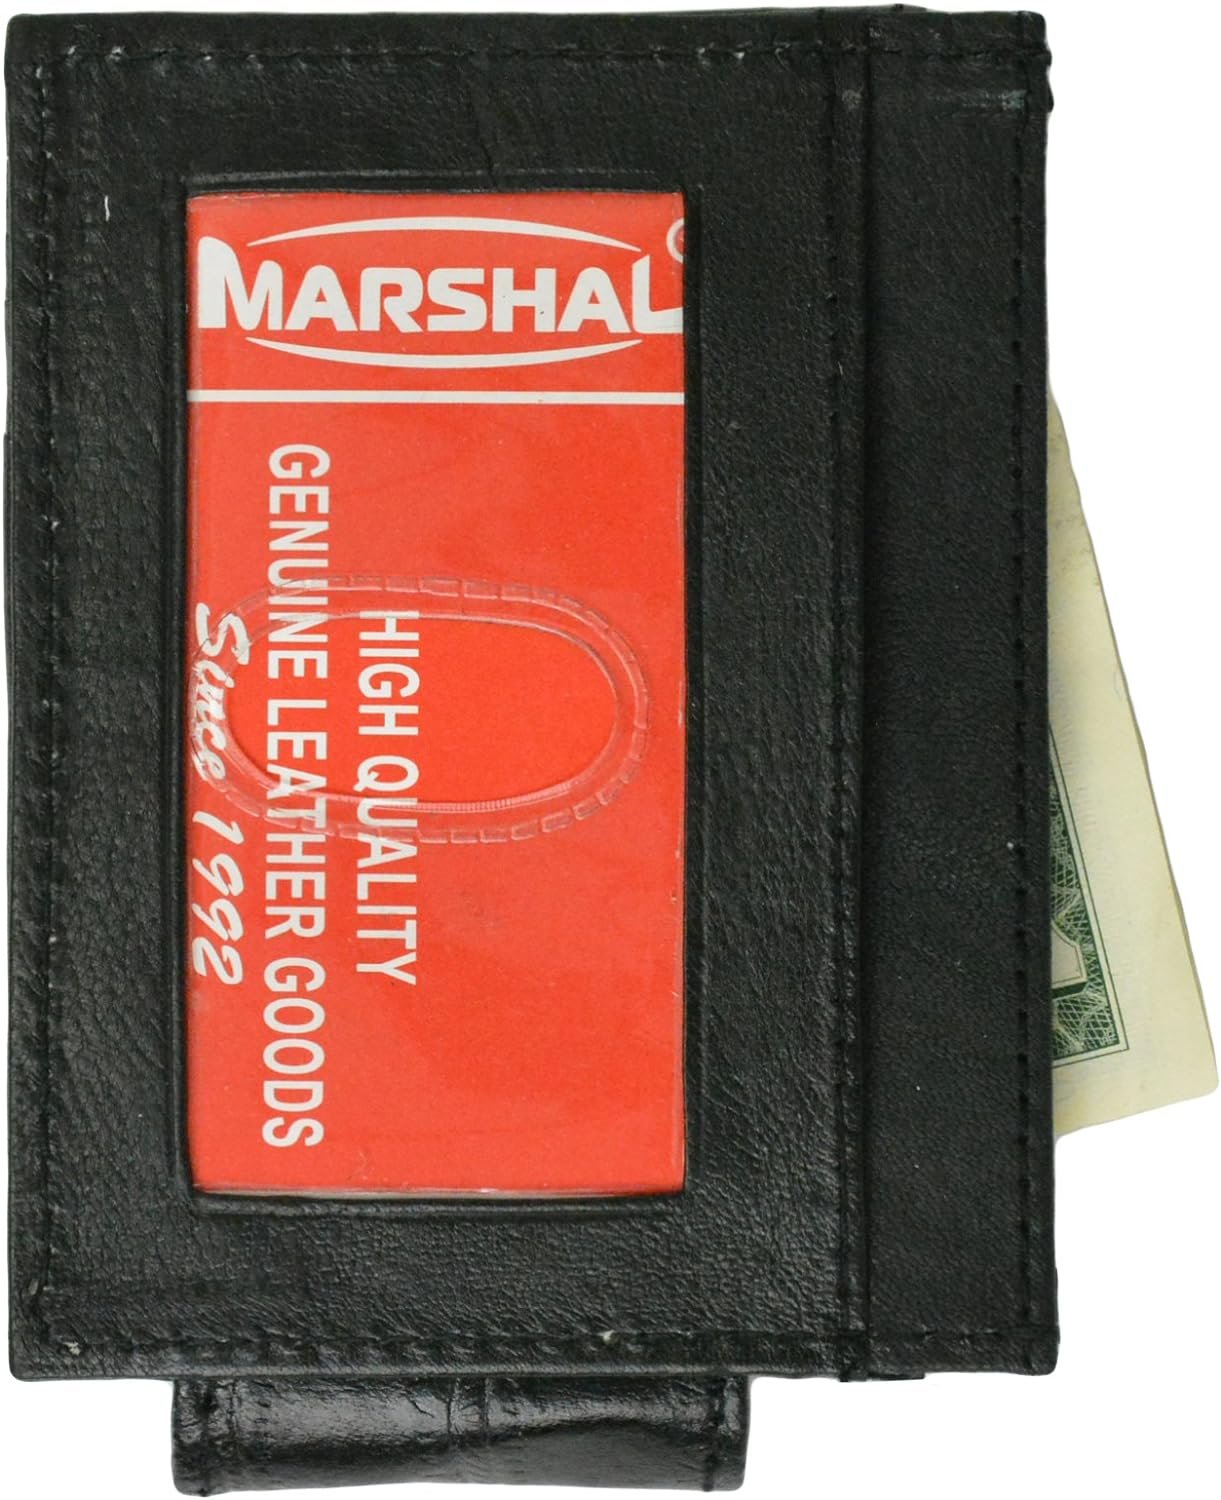 MARSHAL
HIGH QUALITY
GENUINE LEATHER GOODS
Since 1992